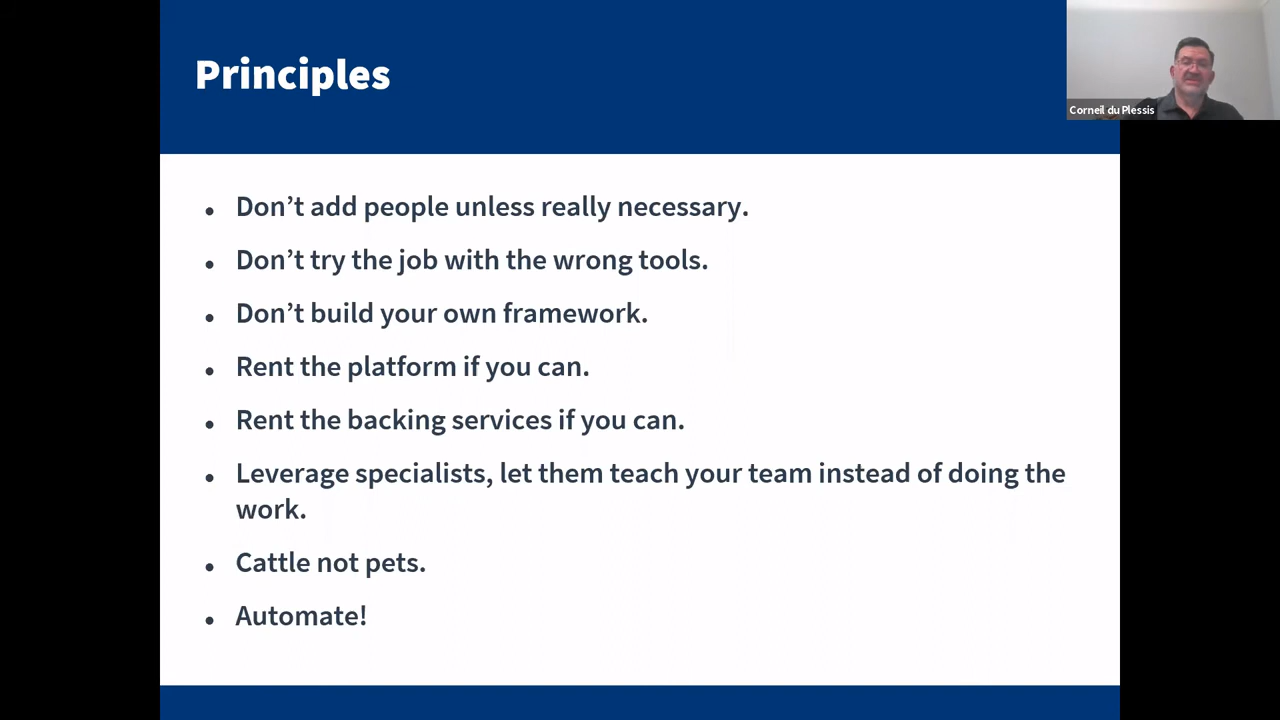 Principles
Corneil du Plessis
• Don’t add people unless really necessary.
• Don’t try the job with the wrong tools.
• Don’t build your own framework.
• Rent the platform if you can.
• Rent the backing services if you can.
• Leverage specialists, let them teach your team instead of doing the
work.
• Cattle not pets.
• Automate!